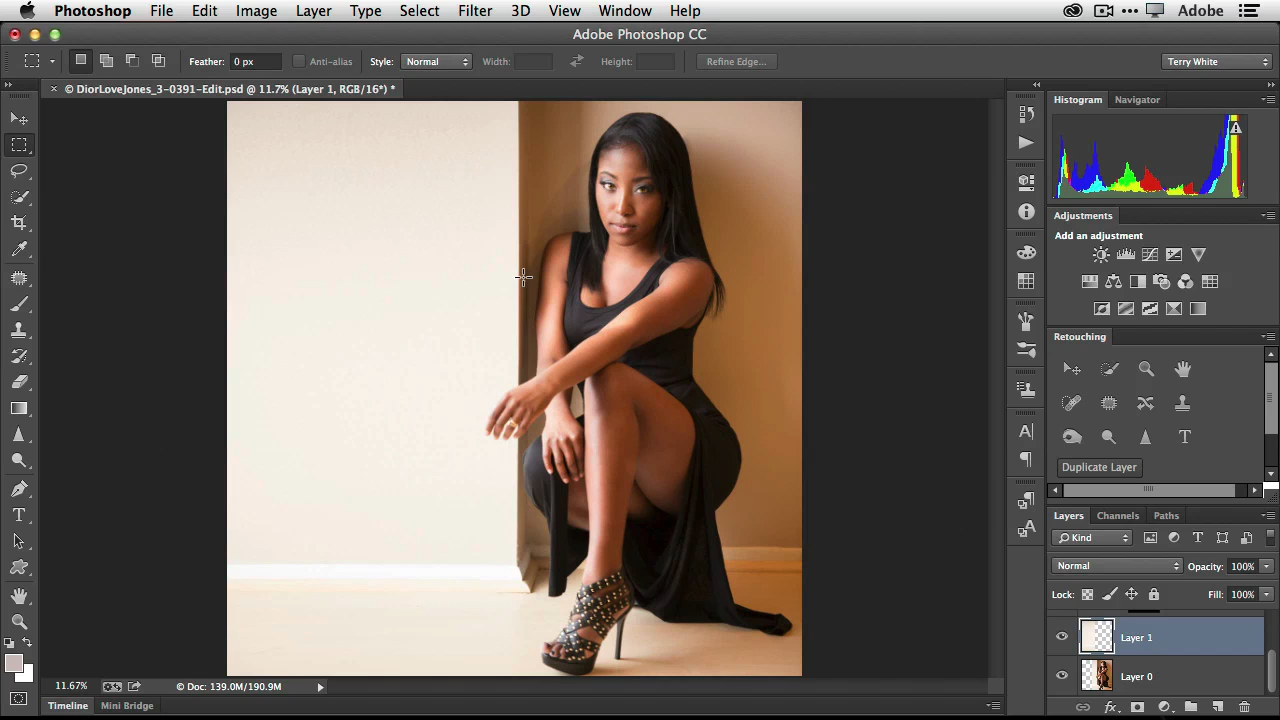 Photoshop File Edit Image Layer Type Select Filter 3D View Window Help Adobe
Adobe Photoshop CC
Feather: 0 px Anti-alias Style: Normal Width: Height: Refine Edge... Terry White
× © DiorLoveJones_3-0391-Edit.psd @ 11.7% (Layer 1, RGB/16*) *
Histogram Navigator
Adjustments
Add an adjustment
Retouching
Duplicate Layer
Layers Channels Paths
Kind
Normal Opacity: 100%
Lock: Fill: 100%
Layer 1
Layer 0
11.67% © Doc: 139.0M/190.9M
Timeline Mini Bridge